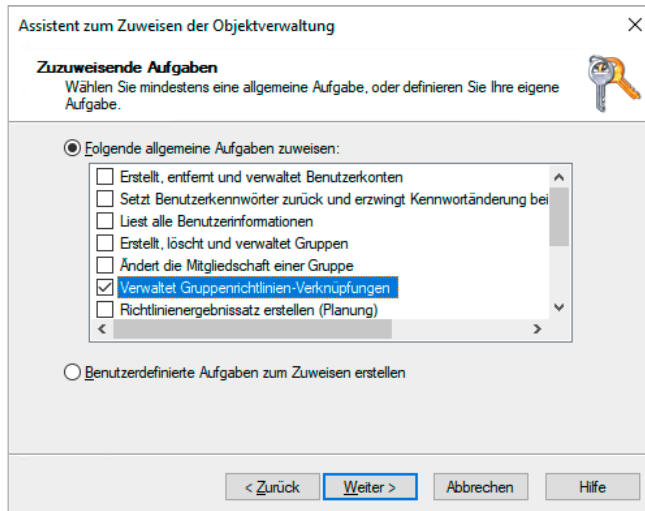 Assistent zum Zuweisen der Objektverwaltung
Zuzuweisende Aufgaben
Wählen Sie mindestens eine allgemeine Aufgabe, oder definieren Sie Ihre eigene
Aufgabe.
Folgende allgemeine Aufgaben zuweisen:
Erstellt, entfernt und verwaltet Benutzerkonten
Setzt Benutzerkennwörter zurück und erzwingt Kennwortänderung bei
Liest alle Benutzerinformationen
Erstellt, löscht und verwaltet Gruppen
Ändert die Mitgliedschaft einer Gruppe
Verwaltet Gruppenrichtlinien-Verknüpfungen
Richtlinienergebnissatz erstellen (Planung)
Benutzerdefinierte Aufgaben zum Zuweisen erstellen
< Zurück Weiter > Abbrechen Hilfe